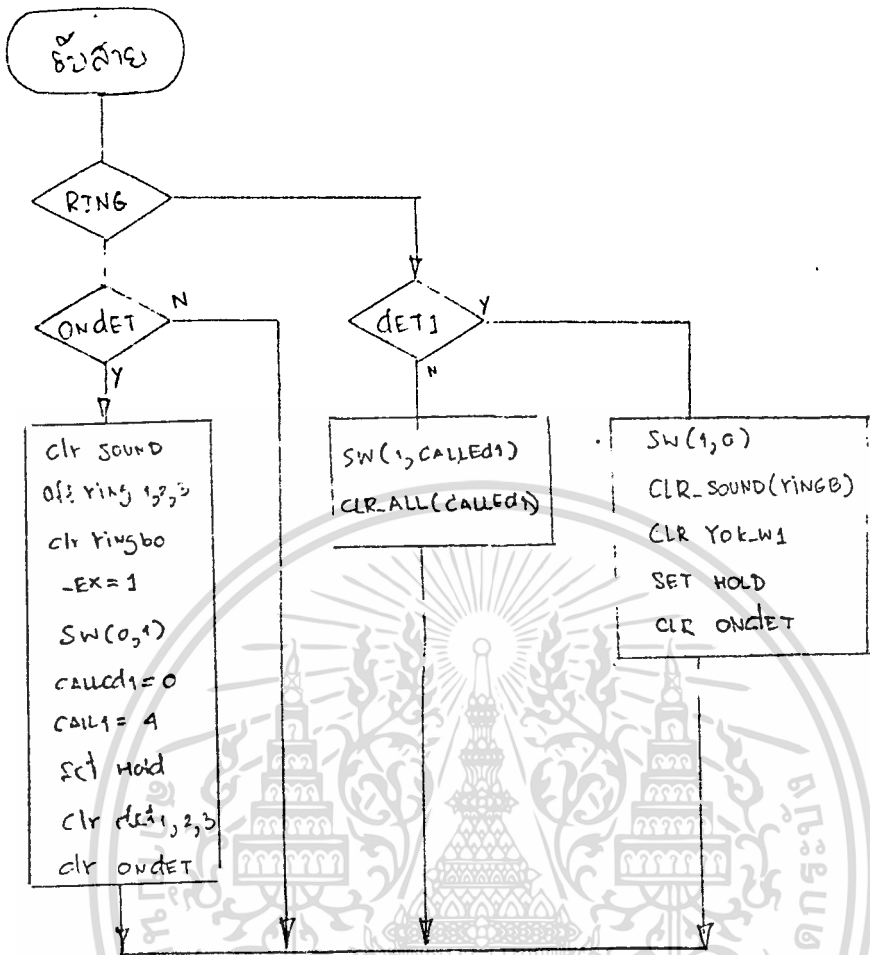 รับสาย
RING
ONdET
N
Y
dET1
Y
N
Clr SOUND
Off ring 1,2,3
Clr ringbo
-EX = 1
SW(0,1)
CALLEd1 = 0
CALL1 = 4
Set Hold
Clr det1,2,3
clr ONdET
SW(1,CALLEd1)
CLR_ALL(CALLEd1)
SW(1,0)
CLR_SOUND(rINGB)
CLR YOK_W1
SET HOLD
CLR ONdET